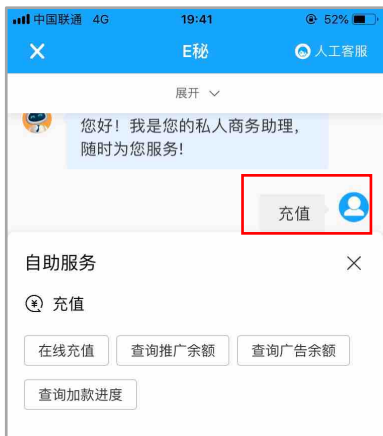 中国联通 4G 19:41 52%
E秘 人工客服
展开
您好！我是您的私人商务助理，
随时为您服务！
充值
自助服务
充值
在线充值 查询推广余额 查询广告余额
查询加款进度